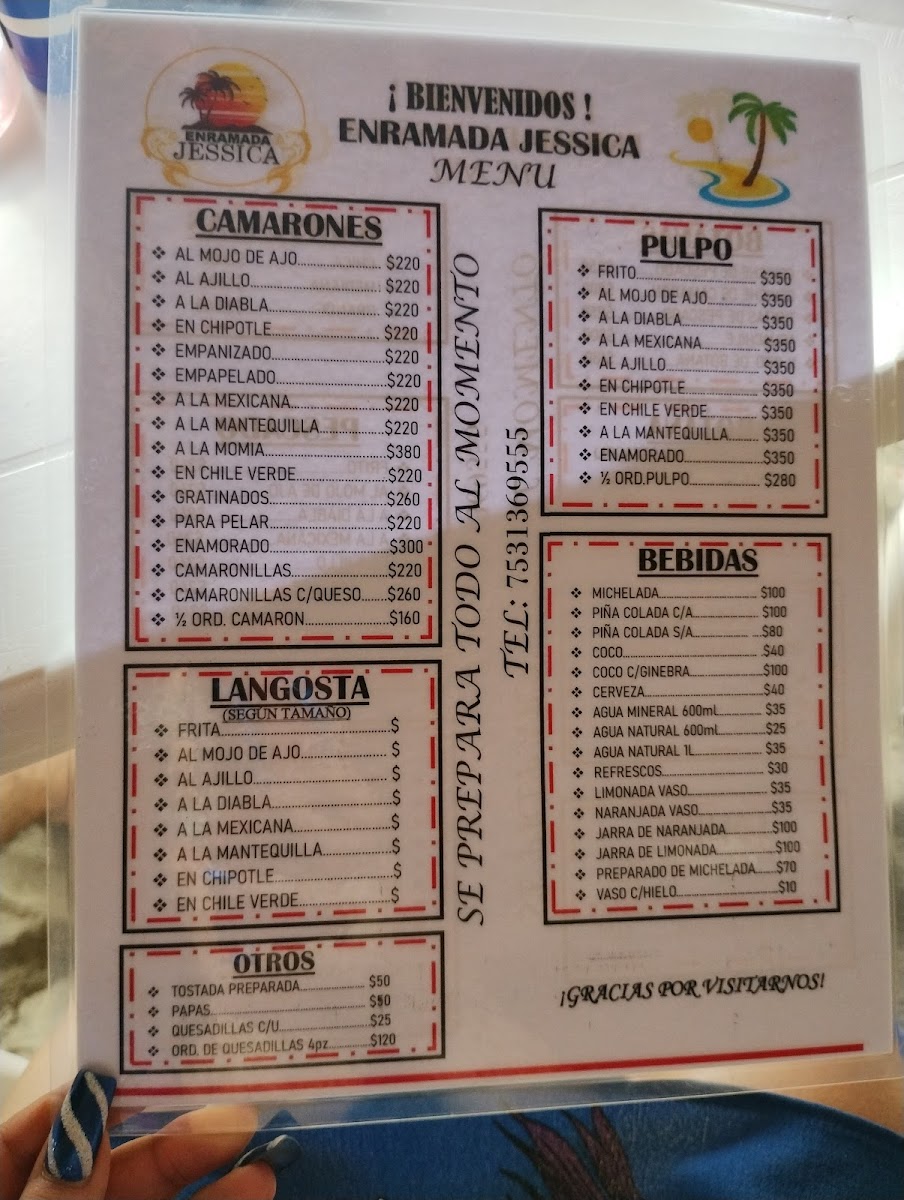 ENRAMADA
JESSICA
¡ BIENVENIDOS !
ENRAMADA JESSICA
MENU
CAMARONES
AL MOJO DE AJO $220
AL AJILLO $220
A LA DIABLA $220
EN CHIPOTLE $220
EMPANIZADO $220
EMPAPELADO $220
A LA MEXICANA $220
A LA MANTEQUILLA $220
A LA MOMIA $380
EN CHILE VERDE $220
GRATINADOS $260
PARA PELAR $220
ENAMORADO $300
CAMARONILLAS $220
CAMARONILLAS C/QUESO $260
½ ORD. CAMARON $160
LANGOSTA
(SEGÚN TAMAÑO)
FRITA $
AL MOJO DE AJO $
AL AJILLO $
A LA DIABLA $
A LA MEXICANA $
A LA MANTEQUILLA $
EN CHIPOTLE $
EN CHILE VERDE $
OTROS
TOSTADA PREPARADA $50
PAPAS $50
QUESADILLAS C/U $25
ORD. DE QUESADILLAS 4pz $120
SE PREPARA TODO AL MOMENTO
TEL: 7531369555
PULPO
FRITO $350
AL MOJO DE AJO $350
A LA DIABLA $350
A LA MEXICANA $350
AL AJILLO $350
EN CHIPOTLE $350
EN CHILE VERDE $350
A LA MANTEQUILLA $350
ENAMORADO $350
½ ORD.PULPO $280
BEBIDAS
MICHELADA $100
PIÑA COLADA C/A $100
PIÑA COLADA S/A $80
COCO $40
COCO C/GINEBRA $100
CERVEZA $40
AGUA MINERAL 600mL $35
AGUA NATURAL 600mL $25
AGUA NATURAL 1L $35
REFRESCOS $30
LIMONADA VASO $35
NARANJADA VASO $35
JARRA DE NARANJADA $100
JARRA DE LIMONADA $100
PREPARADO DE MICHELADA $70
VASO C/HIELO $10
¡GRACIAS POR VISITARNOS!